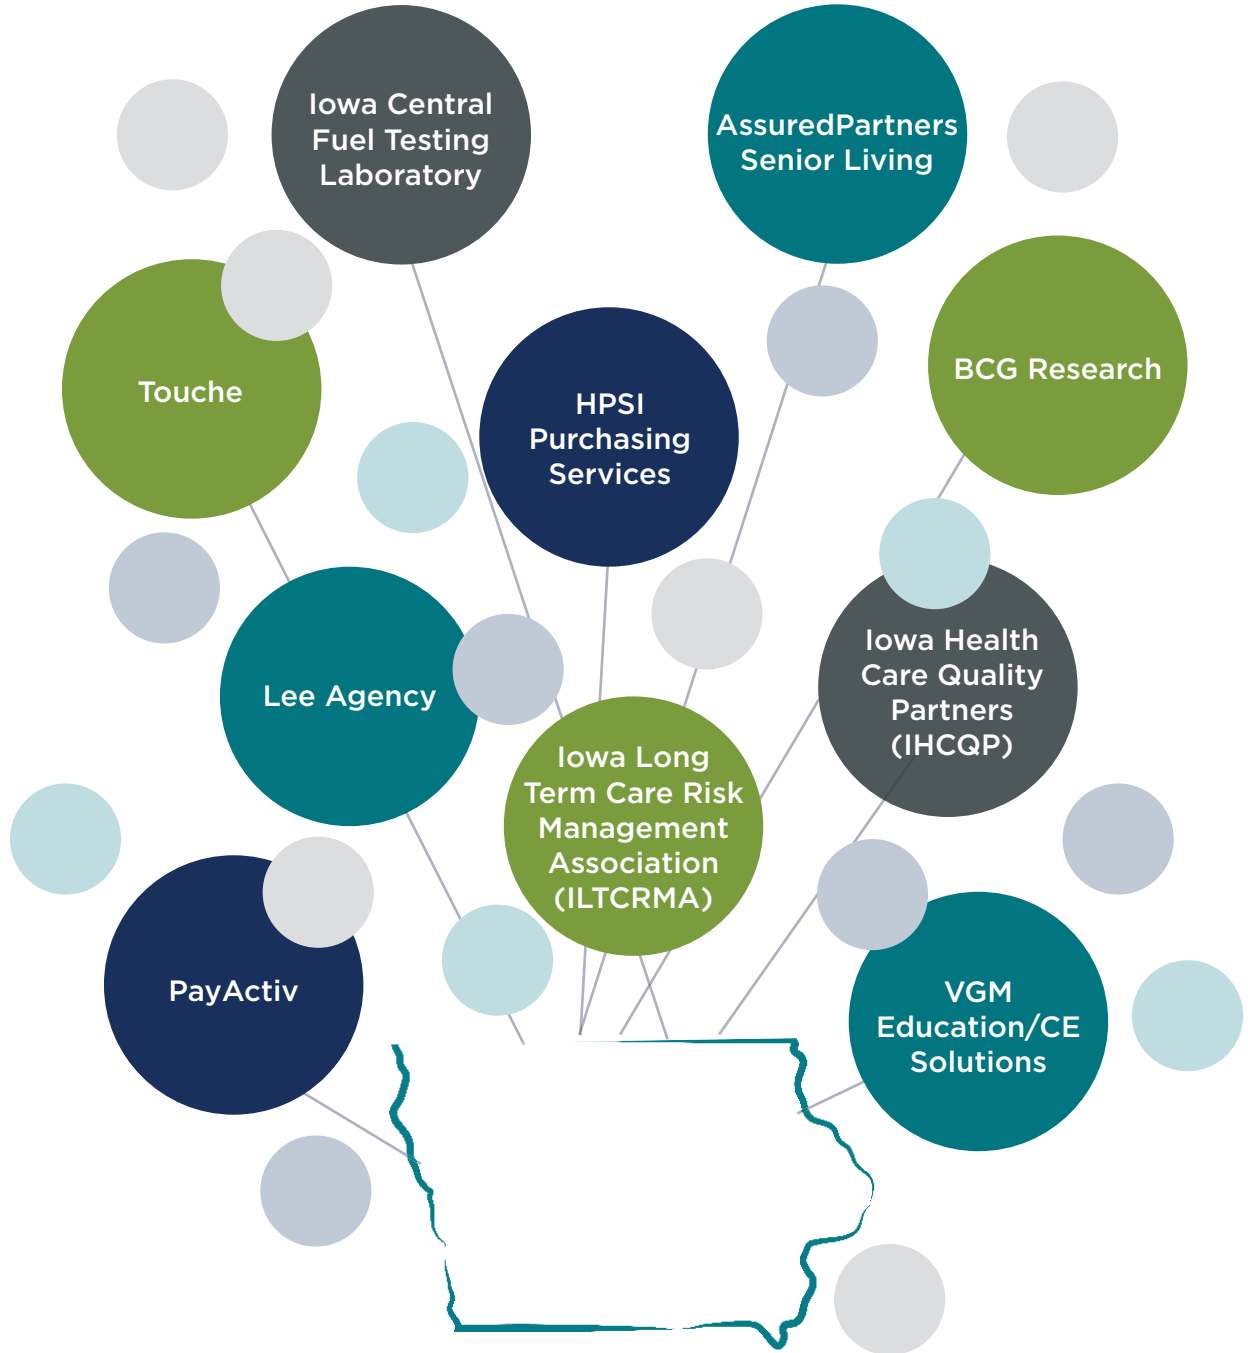 Iowa Central
Fuel Testing
Laboratory
AssuredPartners
Senior Living
Touche
HPSI
Purchasing
Services
BCG Research
Lee Agency
Iowa Long
Term Care Risk
Management
Association
(ILTCRMA)
Iowa Health
Care Quality
Partners
(IHCQP)
PayActiv
VGM
Education/CE
Solutions